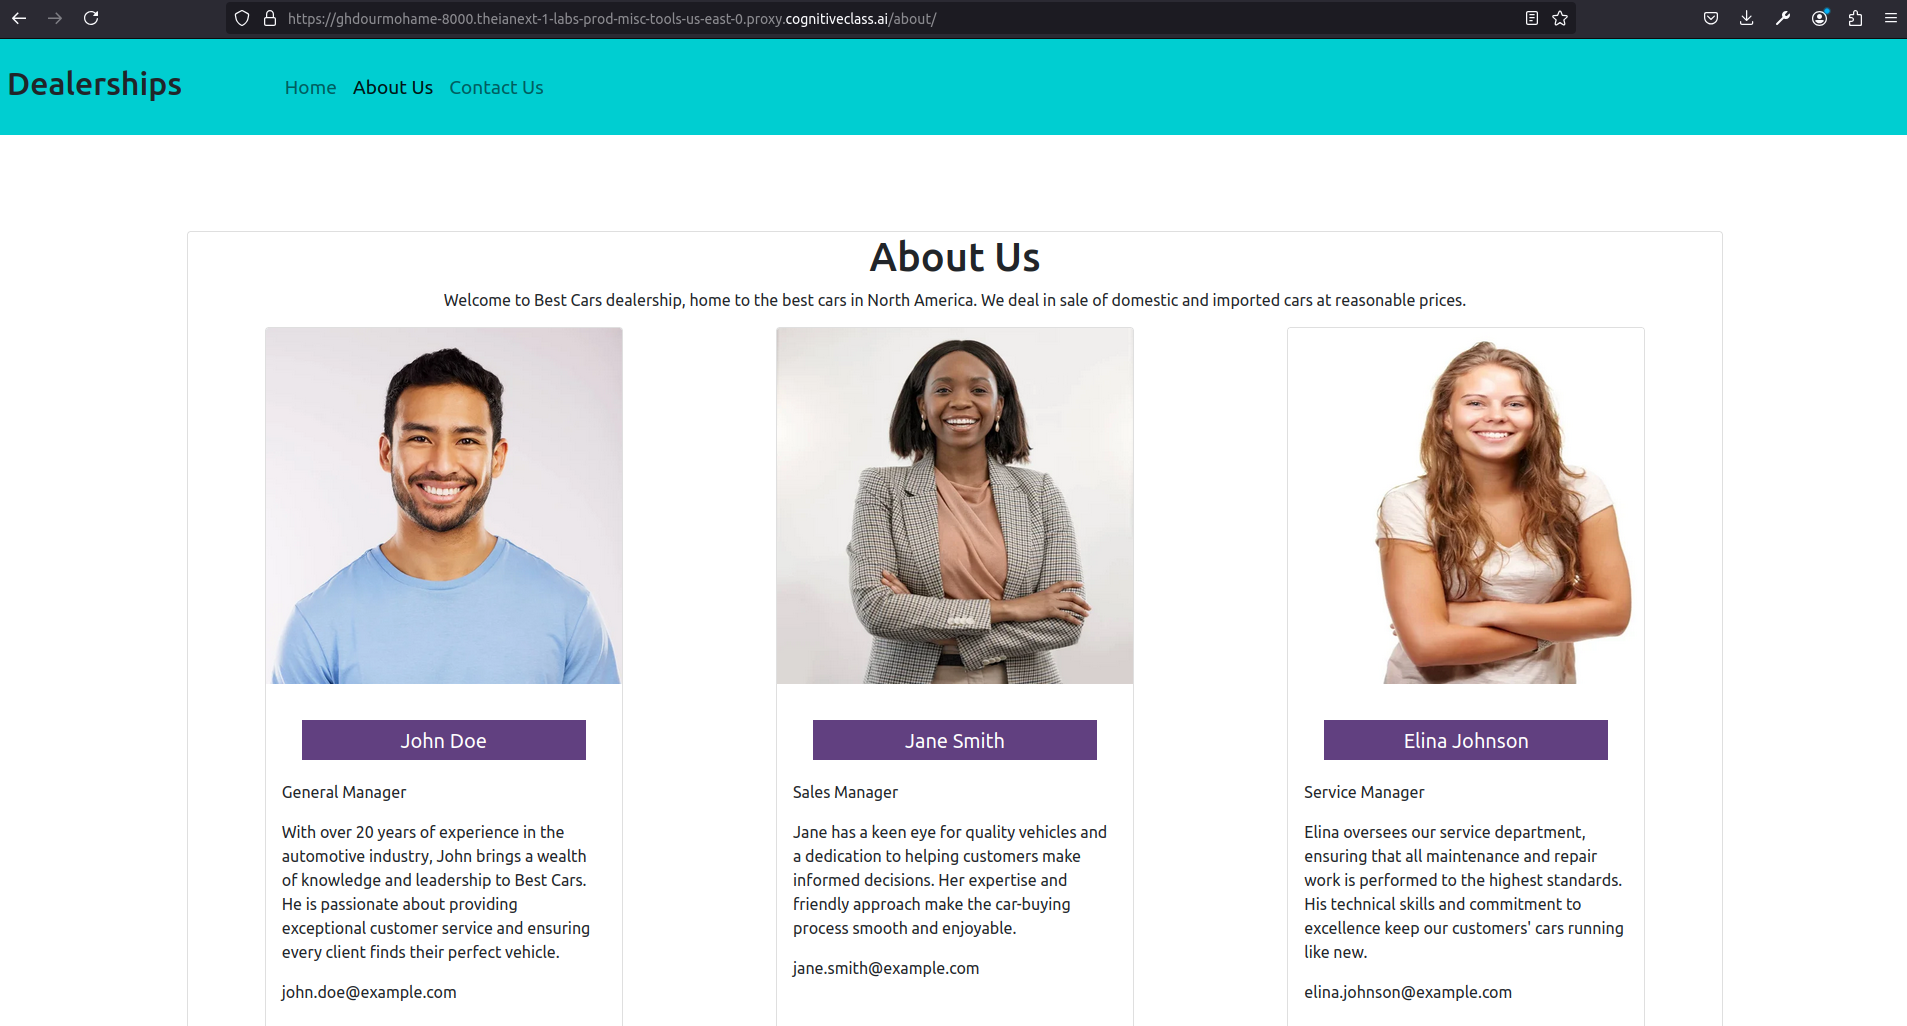 https://ghdourmohame-8000.theianext-1-labs-prod-misc-tools-us-east-0.proxy.cognitiveclass.ai/about/
Dealerships
Home About Us Contact Us
About Us
Welcome to Best Cars dealership, home to the best cars in North America. We deal in sale of domestic and imported cars at reasonable prices.
John Doe
General Manager
With over 20 years of experience in the
automotive industry, John brings a wealth
of knowledge and leadership to Best Cars.
He is passionate about providing
exceptional customer service and ensuring
every client finds their perfect vehicle.
john.doe@example.com
Jane Smith
Sales Manager
Jane has a keen eye for quality vehicles and
a dedication to helping customers make
informed decisions. Her expertise and
friendly approach make the car-buying
process smooth and enjoyable.
jane.smith@example.com
Elina Johnson
Service Manager
Elina oversees our service department,
ensuring that all maintenance and repair
work is performed to the highest standards.
His technical skills and commitment to
excellence keep our customers' cars running
like new.
elina.johnson@example.com